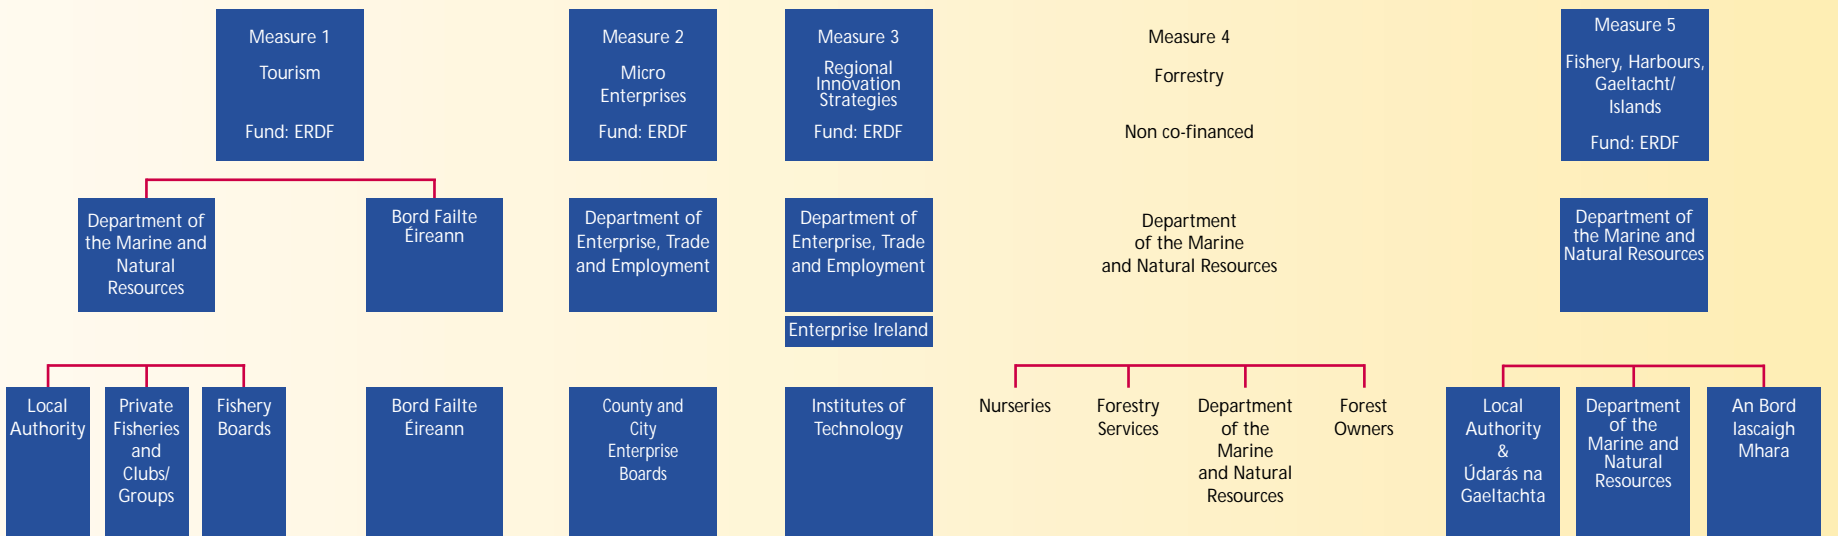 Measure 1
Tourism
Fund: ERDF
Measure 2
Micro
Enterprises
Fund: ERDF
Measure 3
Regional
Innovation
Strategies
Fund: ERDF
Measure 4
Forrestry
Non co-financed
Measure 5
Fishery, Harbours,
Gaeltacht/
Islands
Fund: ERDF
Department of
the Marine and
Natural
Resources
Bord Failte
Éireann
Department of
Enterprise, Trade
and Employment
Department of
Enterprise, Trade
and Employment
Enterprise Ireland
Department
of the Marine
and Natural Resources
Department of
the Marine and
Natural Resources
Local
Authority
Private
Fisheries
and
Clubs/
Groups
Fishery
Boards
Bord Failte
Éireann
County and
City
Enterprise
Boards
Institutes of
Technology
Nurseries
Forestry
Services
Department
of the
Marine
and Natural
Resources
Forest
Owners
Local
Authority
&
Údarás na
Gaeltachta
Department
of the
Marine and
Natural
Resources
An Bord
Iascaigh
Mhara